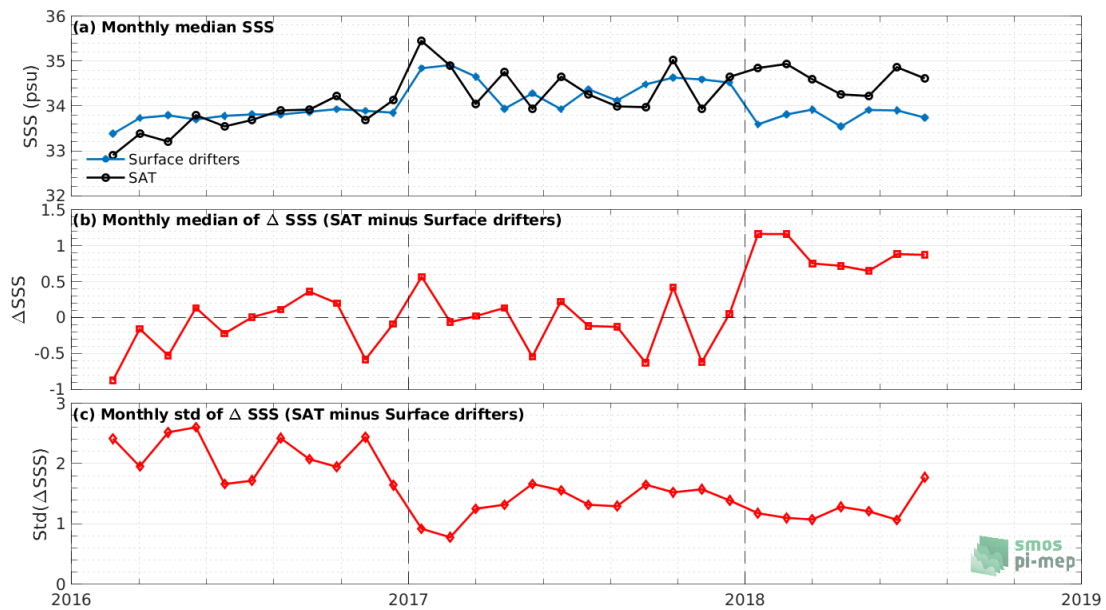 36
(a) Monthly median SSS
35
34
33
32
SSS (psu)
Surface drifters
SAT
1.5
(b) Monthly median of Δ SSS (SAT minus Surface drifters)
1
0.5
0
-0.5
-1
ΔSSS
3
(c) Monthly std of Δ SSS (SAT minus Surface drifters)
2
1
0
Std(ΔSSS)
smos
pi-mep
2016
2017
2018
2019